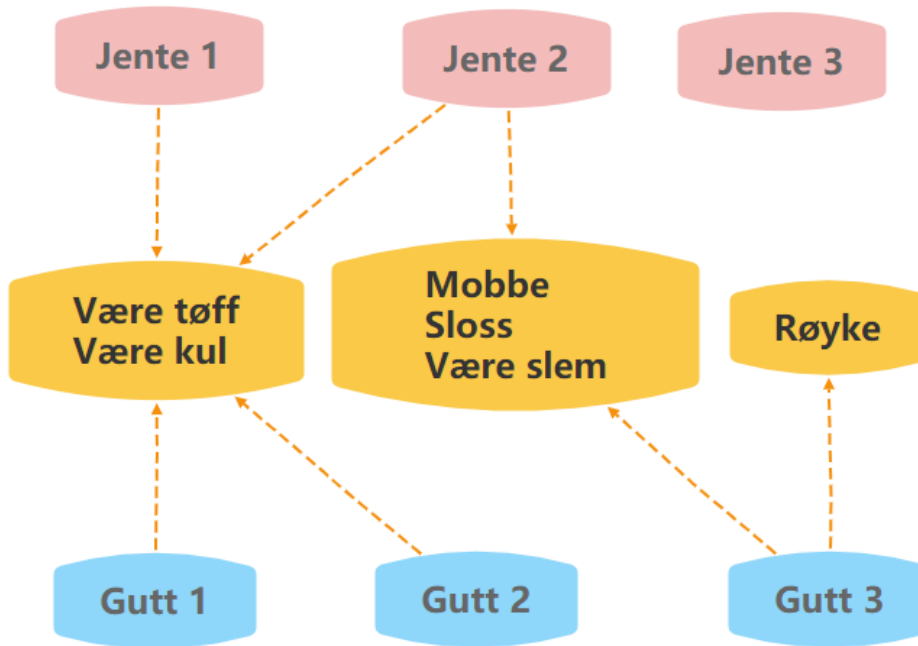 Jente 1
Jente 2
Jente 3
Være tøff
Være kul
Mobbe
Sloss
Være slem
Røyke
Gutt 1
Gutt 2
Gutt 3